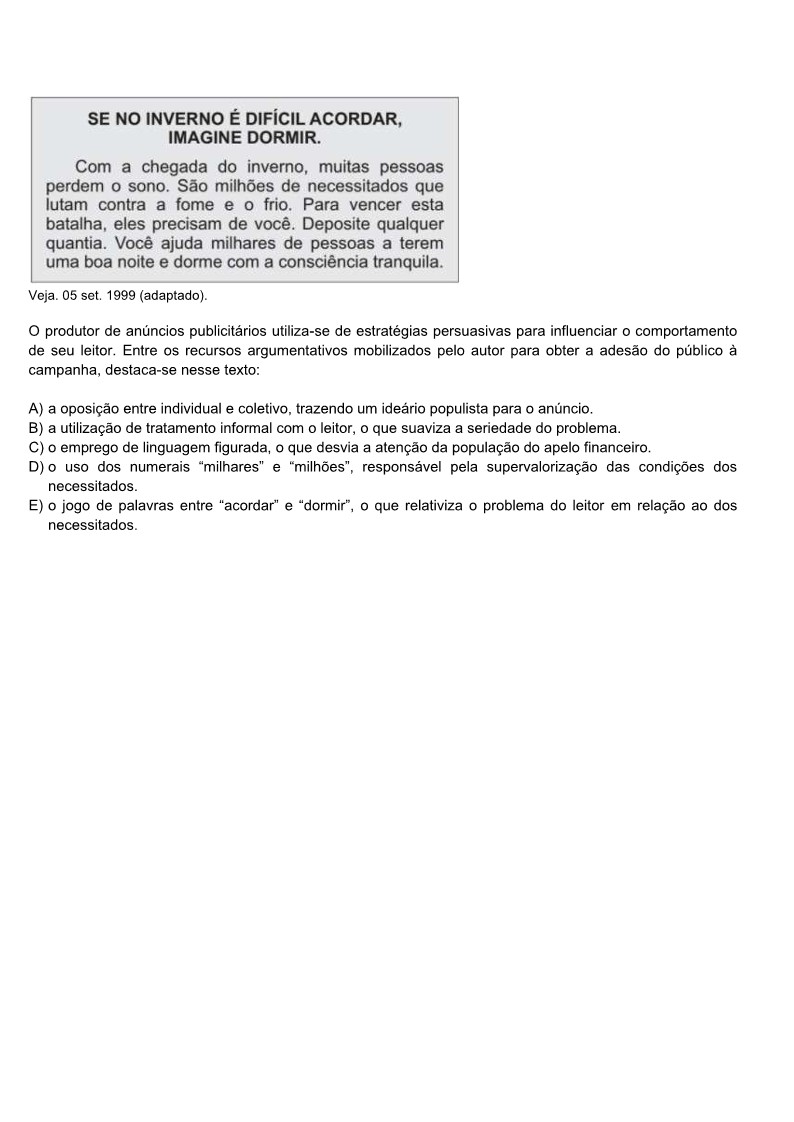 SE NO INVERNO É DIFÍCIL ACORDAR,
IMAGINE DORMIR.
Com a chegada do inverno, muitas pessoas
perdem o sono. São milhões de necessitados que
lutam contra a fome e o frio. Para vencer esta
batalha, eles precisam de você. Deposite qualquer
quantia. Você ajuda milhares de pessoas a terem
uma boa noite e dorme com a consciência tranquila.
Veja. 05 set. 1999 (adaptado).
O produtor de anúncios publicitários utiliza-se de estratégias persuasivas para influenciar o comportamento
de seu leitor. Entre os recursos argumentativos mobilizados pelo autor para obter a adesão do público à
campanha, destaca-se nesse texto:
A) a oposição entre individual e coletivo, trazendo um ideário populista para o anúncio.
B) a utilização de tratamento informal com o leitor, o que suaviza a seriedade do problema.
C) o emprego de linguagem figurada, o que desvia a atenção da população do apelo financeiro.
D) o uso dos numerais “milhares” e “milhões”, responsável pela supervalorização das condições dos
necessitados.
E) o jogo de palavras entre “acordar” e “dormir”, o que relativiza o problema do leitor em relação ao dos
necessitados.